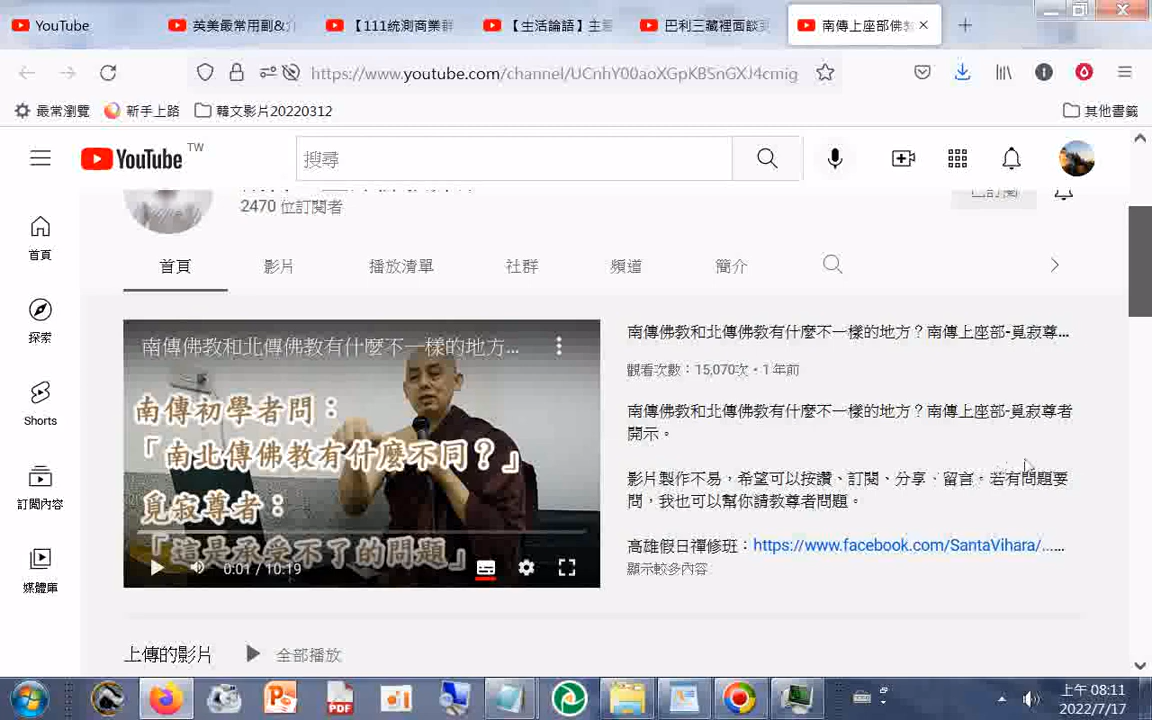 YouTube
英美最常用副&
【111統測商業群
【生活論語】主
巴利三藏裡面談
南傳上座部佛
https://www.youtube.com/channel/UCnhY00aoXGpKBSnGXJ4cmig
最常瀏覽
新手上路
韓文影片20220312
其他書籤
YouTube TW
搜尋
2470 位訂閱者
已訂閱
首頁
探索
Shorts
訂閱內容
媒體庫
首頁 影片 播放清單 社群 頻道 簡介
南傳佛教和北傳佛教有什麼不一樣的地方...
南傳初學者問：
「南北傳佛教有什麼不同？」
覓寂尊者：
「這是承受不了的問題」
0:01 / 10:19
南傳佛教和北傳佛教有什麼不一樣的地方？南傳上座部-覓寂尊...
觀看次數：15,070次・1 年前
南傳佛教和北傳佛教有什麼不一樣的地方？南傳上座部-覓寂尊者
開示。
影片製作不易，希望可以按讚、訂閱、分享、留言。若有問題要
問，我也可以幫你請教尊者問題。
高雄假日禪修班：https://www.facebook.com/SantaVihara/......
顯示較多內容
上傳的影片
全部播放
PDF
上午 08:11
2022/7/17